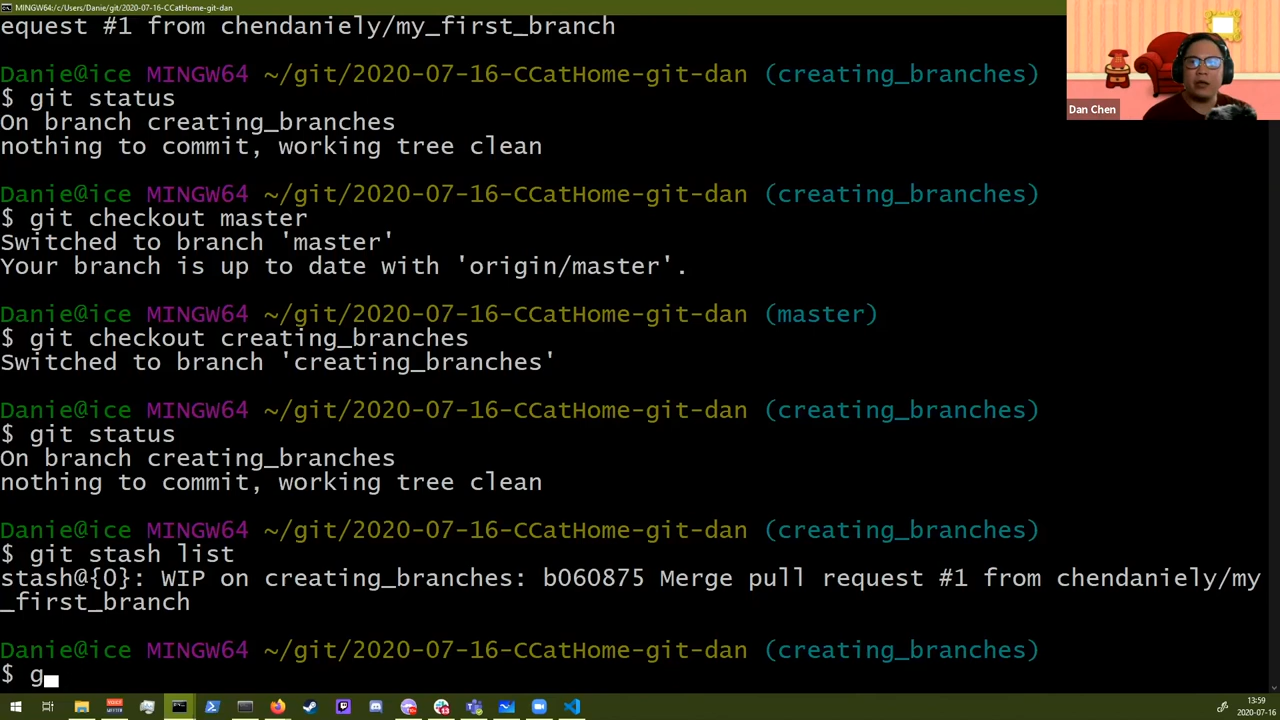 MINGW64:/c/Users/Danie/git/2020-07-16-CCatHome-git-dan
equest #1 from chendaniely/my_first_branch
Danie@ice MINGW64 ~/git/2020-07-16-CCatHome-git-dan (creating_branches)
$ git status
On branch creating_branches
nothing to commit, working tree clean
Danie@ice MINGW64 ~/git/2020-07-16-CCatHome-git-dan (creating_branches)
$ git checkout master
Switched to branch 'master'
Your branch is up to date with 'origin/master'.
Danie@ice MINGW64 ~/git/2020-07-16-CCatHome-git-dan (master)
$ git checkout creating_branches
Switched to branch 'creating_branches'
Danie@ice MINGW64 ~/git/2020-07-16-CCatHome-git-dan (creating_branches)
$ git status
On branch creating_branches
nothing to commit, working tree clean
Danie@ice MINGW64 ~/git/2020-07-16-CCatHome-git-dan (creating_branches)
$ git stash list
stash@{0}: WIP on creating_branches: b060875 Merge pull request #1 from chendaniely/my
_first_branch
Danie@ice MINGW64 ~/git/2020-07-16-CCatHome-git-dan (creating_branches)
$ g
Dan Chen
13:59
2020-07-16